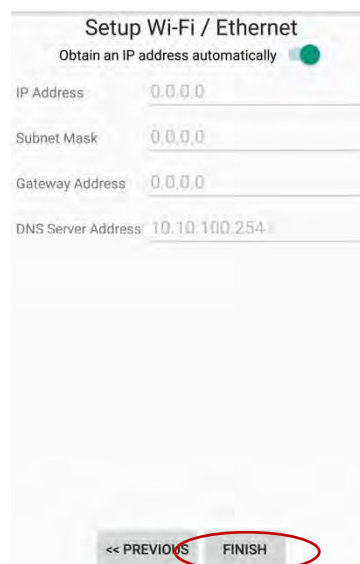 Setup Wi-Fi / Ethernet
Obtain an IP address automatically
IP Address 0.0.0.0
Subnet Mask 0.0.0.0
Gateway Address 0.0.0.0
DNS Server Address 10.10.100.254
<< PREVIOUS FINISH